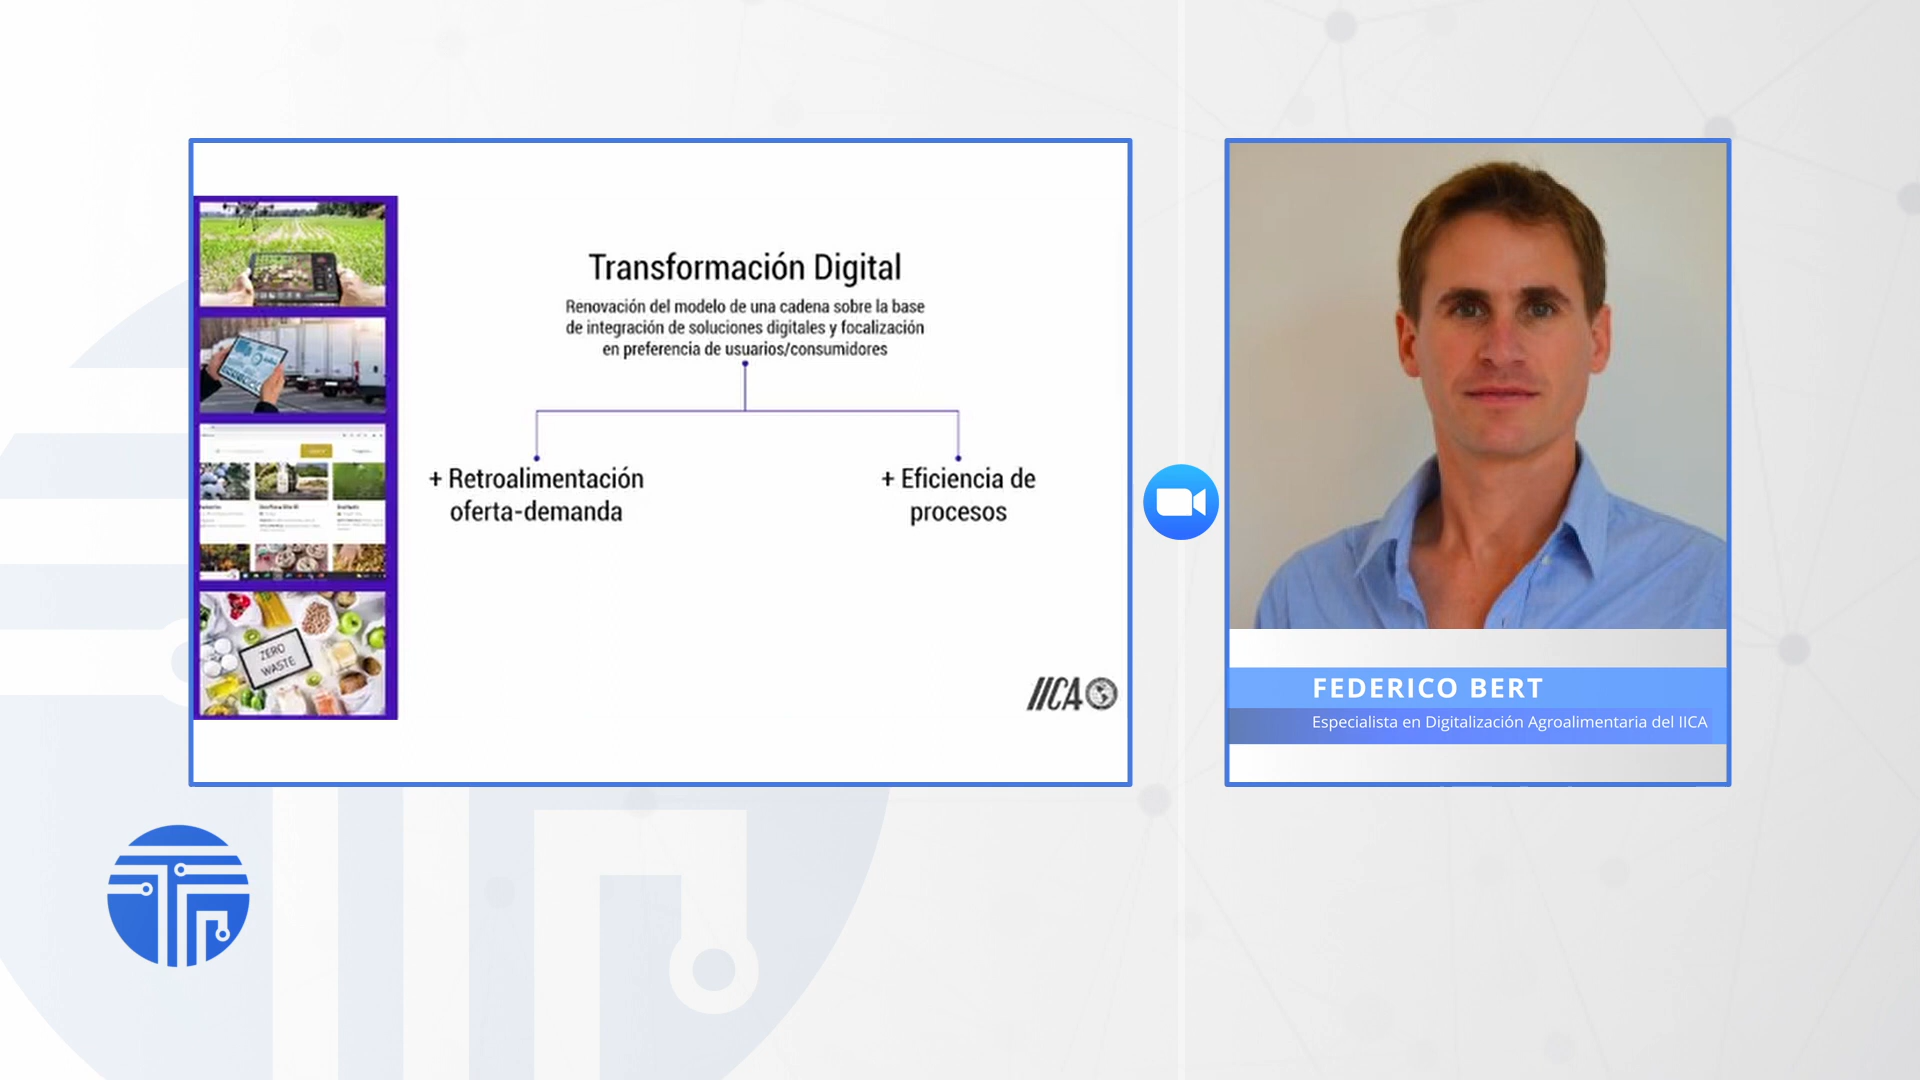 Transformación Digital
Renovación del modelo de una cadena sobre la base
de integración de soluciones digitales y focalización
en preferencia de usuarios/consumidores
+ Retroalimentación
oferta-demanda
+ Eficiencia de
procesos
ZERO
WASTE
IICA
FEDERICO BERT
Especialista en Digitalización Agroalimentaria del IICA